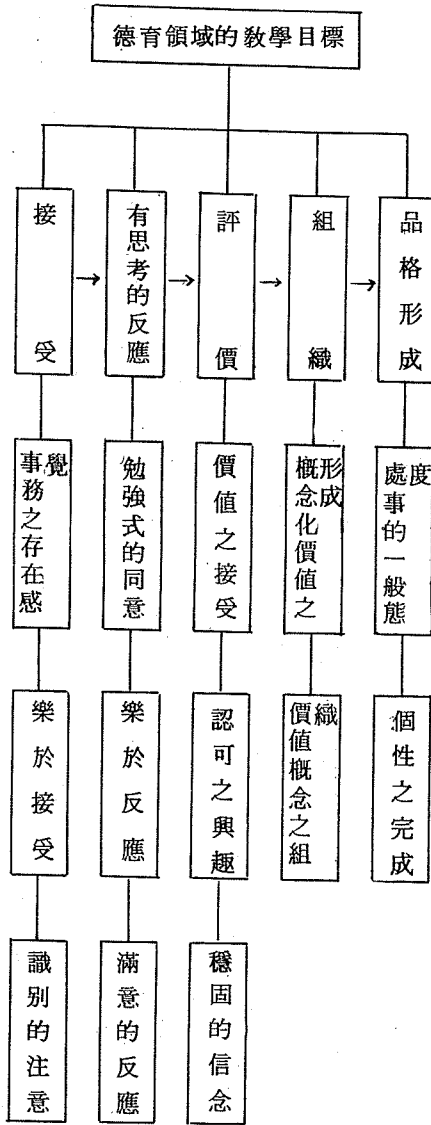 德育領域的敎學目標
接受
有思考的反應
評價
組織
品格形成
事務之存在感
覺
勉強式的同意
價值之接受
概念化價值之
形成
處事的一般態
度
樂於接受
樂於反應
認可之興趣
價値概念之組
織
個性之完成
識別的注意
滿意的反應
穩固的信念